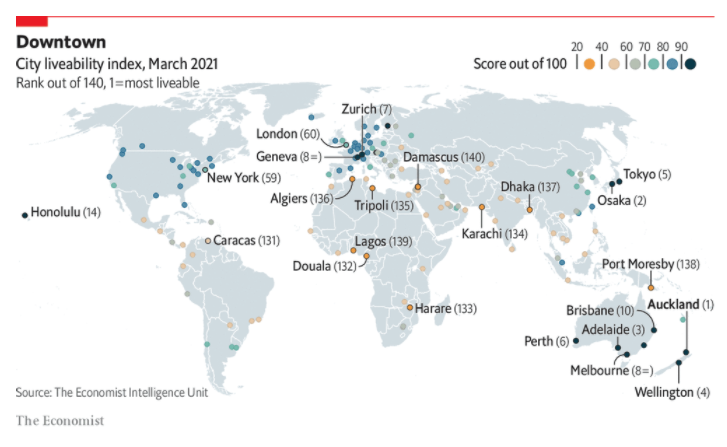 Downtown
City liveability index, March 2021
Rank out of 140, 1=most liveable
Score out of 100
20 40 60 70 80 90
Zurich (7)
London (60)
Geneva (8=)
Damascus (140)
New York (59)
Algiers (136)
Tripoli (135)
Dhaka (137)
Tokyo (5)
Osaka (2)
Honolulu (14)
Karachi (134)
Caracas (131)
Lagos (139)
Douala (132)
Port Moresby (138)
Harare (133)
Brisbane (10)
Auckland (1)
Adelaide (3)
Perth (6)
Melbourne (8=)
Wellington (4)
Source: The Economist Intelligence Unit
The Economist